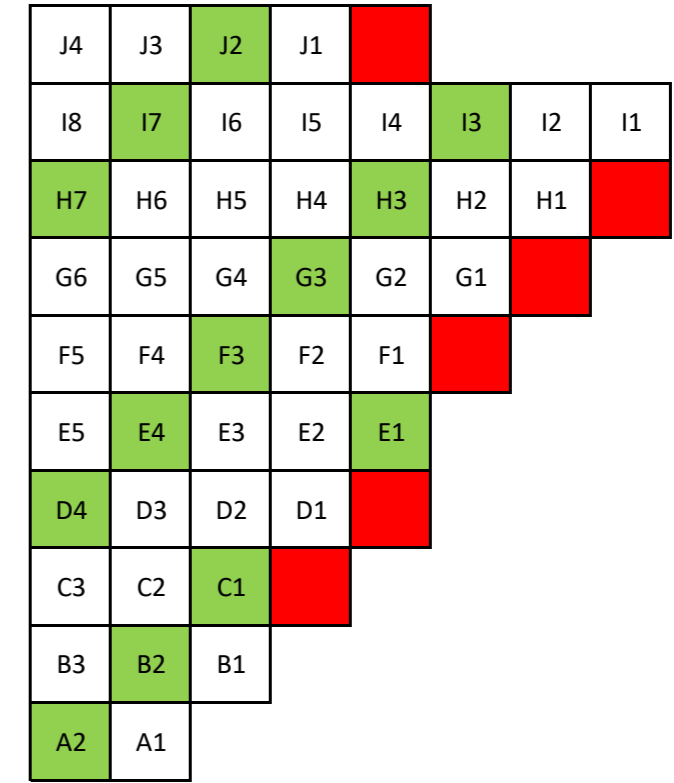 J4 J3 J2 J1
I8 I7 I6 I5 I4 I3 I2 I1
H7 H6 H5 H4 H3 H2 H1
G6 G5 G4 G3 G2 G1
F5 F4 F3 F2 F1
E5 E4 E3 E2 E1
D4 D3 D2 D1
C3 C2 C1
B3 B2 B1
A2 A1